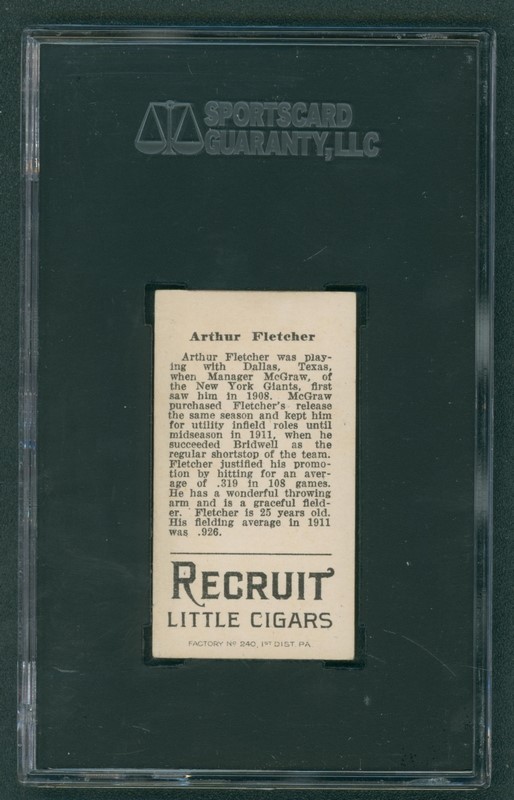 SPORTSCARD
GUARANTY, LLC
Arthur Fletcher
Arthur Fletcher was play-
ing with Dallas, Texas,
when Manager McGraw, of
the New York Giants, first
saw him in 1908. McGraw
purchased Fletcher's release
the same season and kept him
for utility infield roles until
midseason in 1911, when he
succeeded Bridwell as the
regular shortstop of the team.
Fletcher justified his promo-
tion by hitting for an aver-
age of .319 in 108 games.
He has a wonderful throwing
arm and is a graceful field-
er. Fletcher is 25 years old.
His fielding average in 1911
was .926.
RECRUIT
LITTLE CIGARS
FACTORY Nº 240, 1ST DIST. PA.